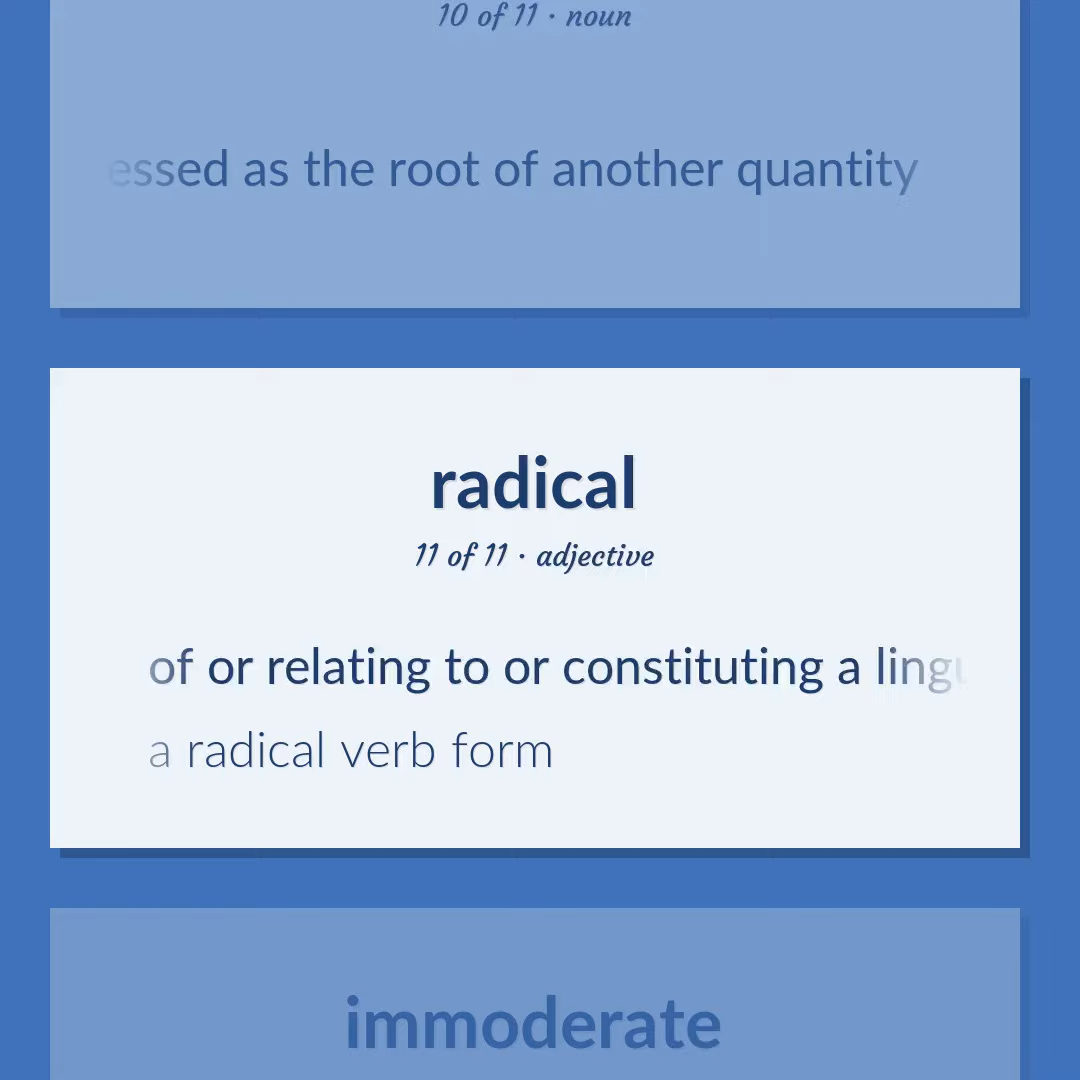 10 of 11 · noun
essed as the root of another quantity
radical
11 of 11 · adjective
of or relating to or constituting a lingu
a radical verb form
immoderate